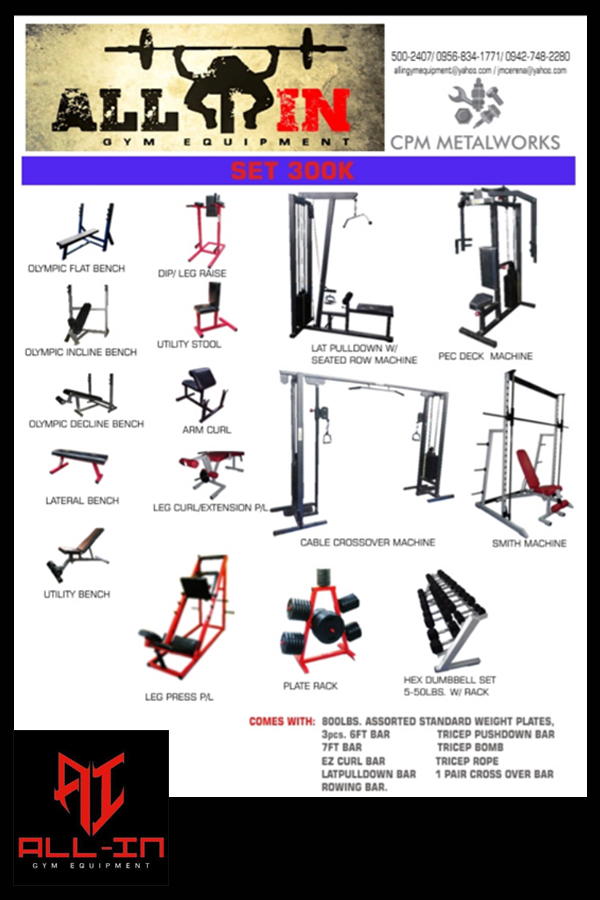 ALL IN
GYM EQUIPMENT
500-2407/ 0956-834-1771/ 0942-748-2280
allingymequipment@yahoo.com / jmcerena@yahoo.com
CPM METALWORKS
SET 300K
OLYMPIC FLAT BENCH
DIP/ LEG RAISE
OLYMPIC INCLINE BENCH
UTILITY STOOL
LAT PULLDOWN W/
SEATED ROW MACHINE
PEC DECK MACHINE
OLYMPIC DECLINE BENCH
ARM CURL
LATERAL BENCH
LEG CURL/EXTENSION P/L
CABLE CROSSOVER MACHINE
SMITH MACHINE
UTILITY BENCH
LEG PRESS P/L
PLATE RACK
HEX DUMBBELL SET
5-50LBS. W/ RACK
COMES WITH: 800LBS. ASSORTED STANDARD WEIGHT PLATES,
3pcs. 6FT BAR TRICEP PUSHDOWN BAR
7FT BAR TRICEP BOMB
EZ CURL BAR TRICEP ROPE
LATPULLDOWN BAR 1 PAIR CROSS OVER BAR
ROWING BAR.
AI
ALL-IN
GYM EQUIPMENT